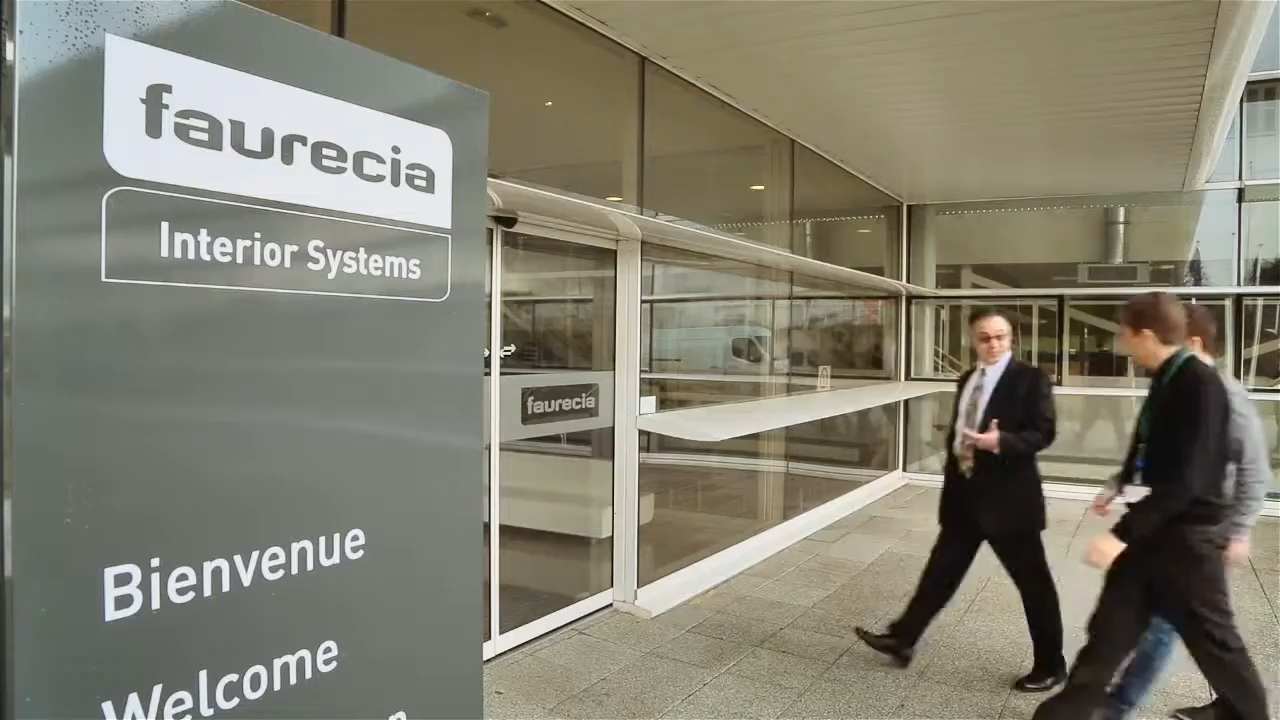 faurecia
Interior Systems
faurecia
Bienvenue
Welcome